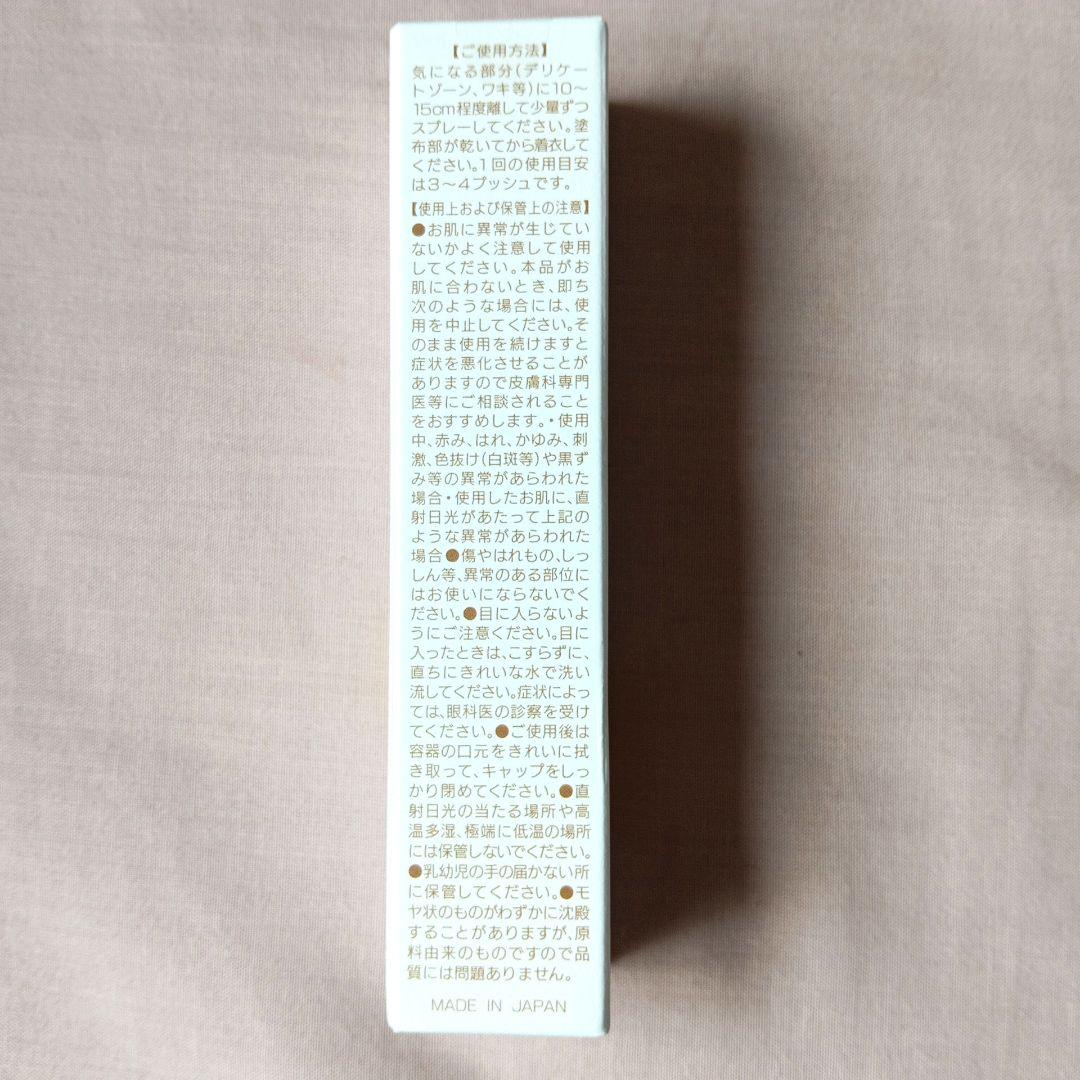 【ご使用方法】
気になる部分(デリケー
トゾーン、ワキ等)に10〜
15cm程度離して少量ずつ
スプレーしてください。塗
布部が乾いてから着衣して
ください。1回の使用目安
は3〜4プッシュです。
【使用上および保管上の注意】
●お肌に異常が生じてい
ないかよく注意して使用
してください。本品がお
肌に合わないとき、即ち
次のような場合には、使
用を中止してください。そ
のまま使用を続けますと
症状を悪化させることが
ありますので皮膚科専門
医等にご相談されること
をおすすめします。・使用
中、赤み、はれ、かゆみ、刺
激、色抜け(白斑等)や黒ず
み等の異常があらわれた
場合・使用したお肌に、直
射日光があたって上記の
ような異常があらわれた
場合●傷やはれもの、しっ
しん等、異常のある部位に
はお使いにならないでく
ださい。●目に入らないよ
うにご注意ください。目に
入ったときは、こすらずに、
直ちにきれいな水で洗い
流してください。症状によっ
ては、眼科医の診察を受け
てください。●ご使用後は
容器の口元をきれいに拭
き取って、キャップをしっ
かり閉めてください。●直
射日光の当たる場所や高
温多湿、極端に低温の場所
には保管しないでください。
●乳幼児の手の届かない所
に保管してください。●モ
ヤ状のものがわずかに沈殿
することがありますが、原
料由来のものですので品
質には問題ありません。
MADE IN JAPAN